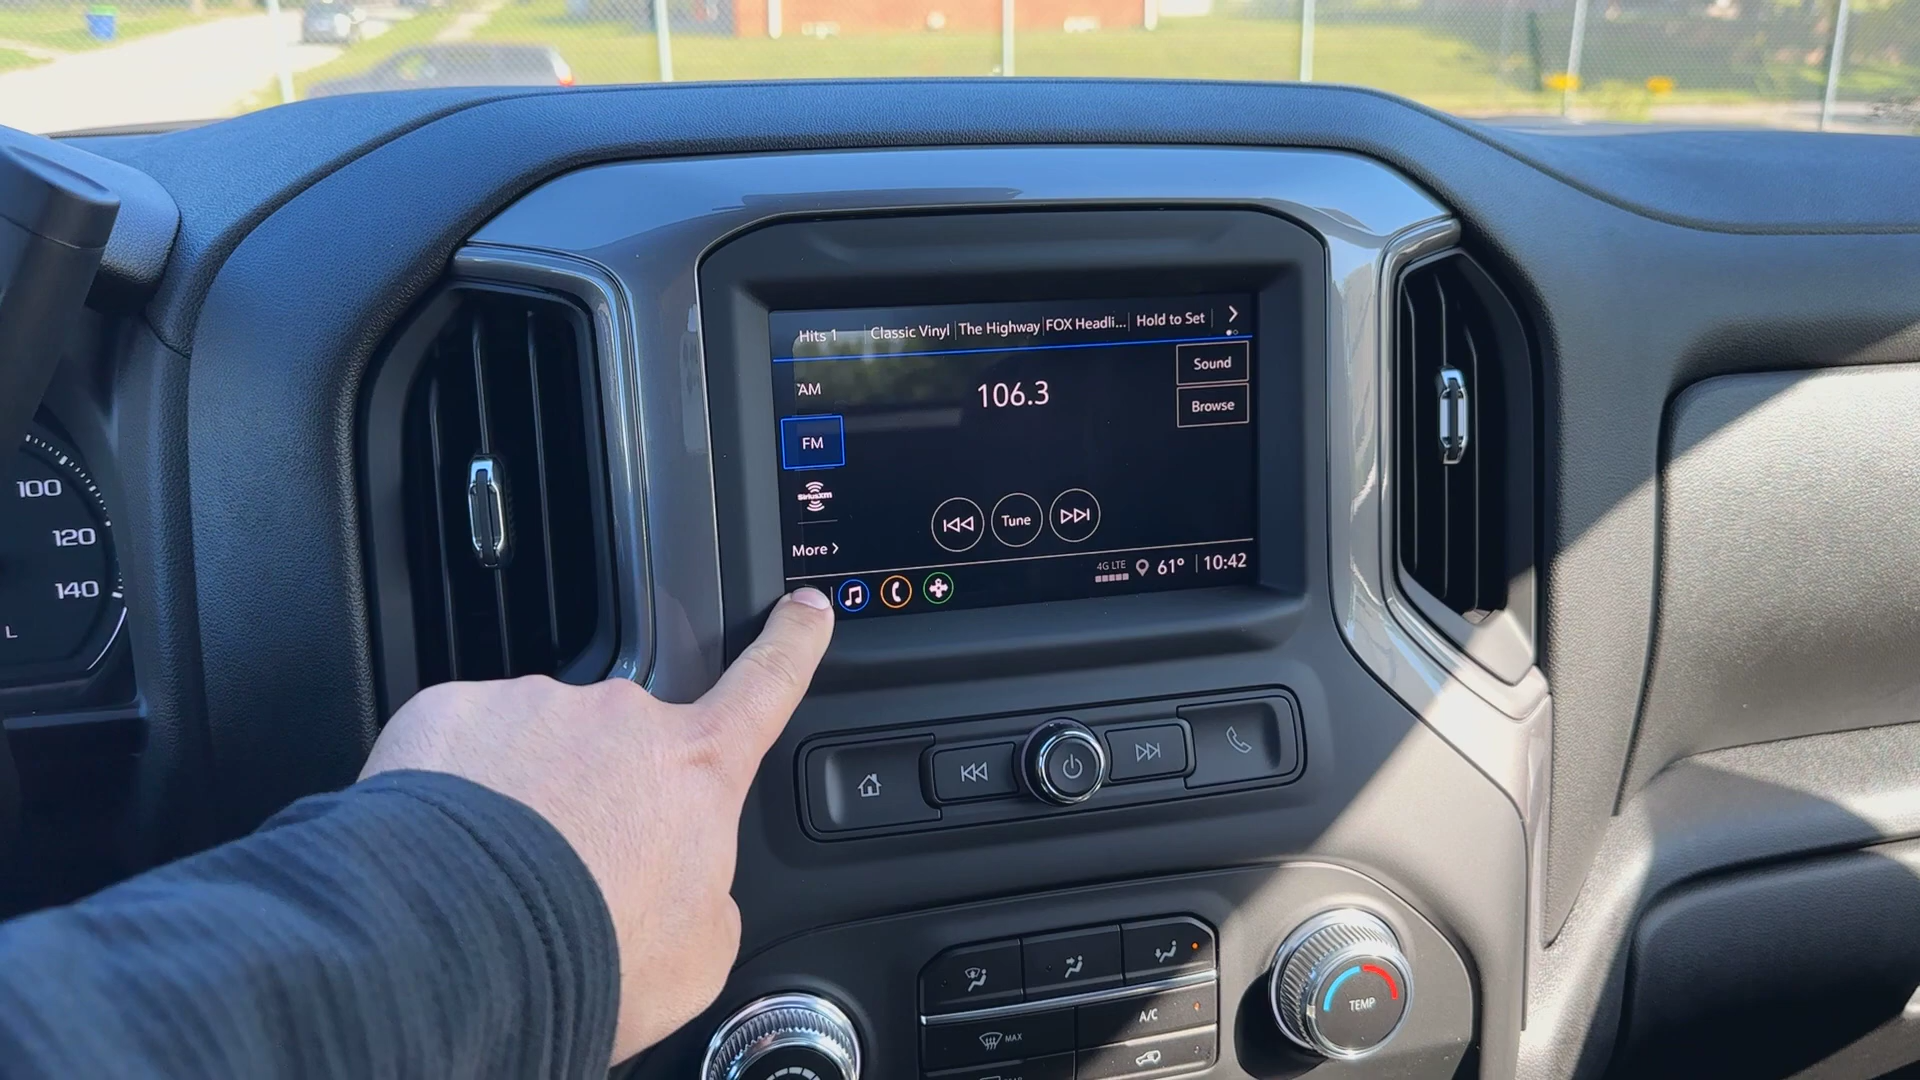 Hits 1 Classic Vinyl The Highway FOX Headli... Hold to Set
Sound
AM
106.3
Browse
FM
SiriusXM
Tune
More
4G LTE 61° 10:42
100
120
140
L
MAX
A/C
TEMP